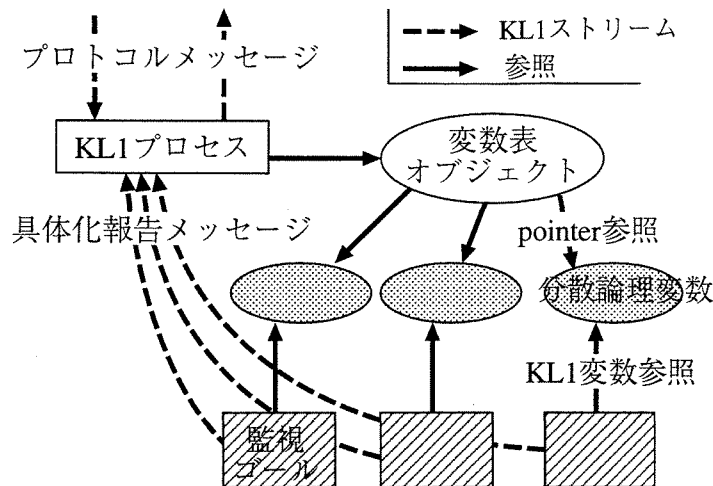 プロトコルメッセージ
KL1ストリーム
参照
KL1プロセス
変数表
オブジェクト
具体化報告メッセージ
pointer参照
分散論理変数
KL1変数参照
監視
ゴール